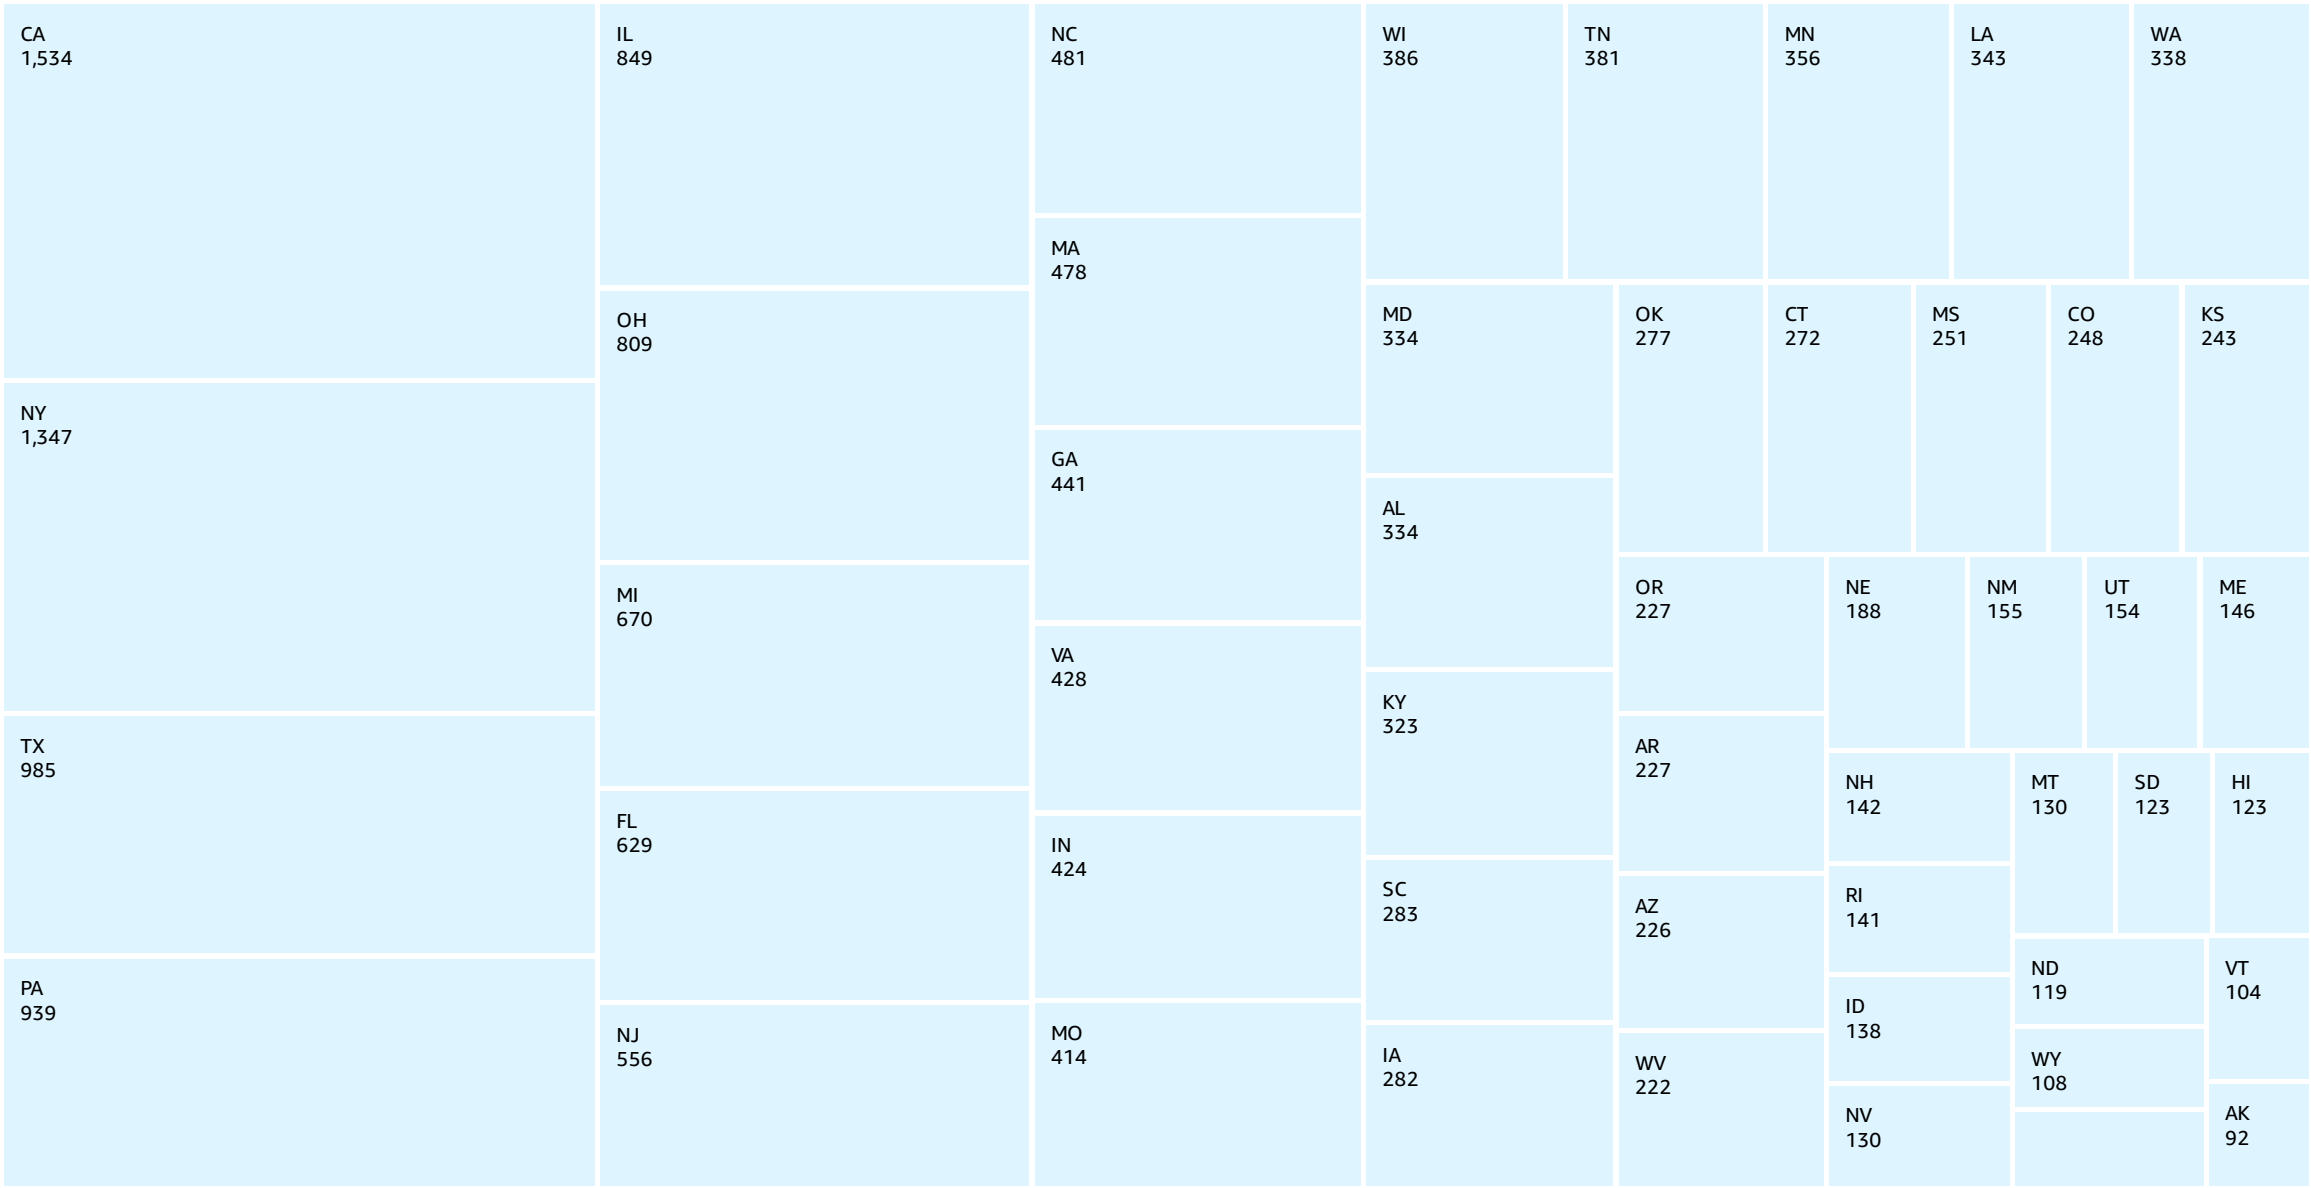 CA
1,534
NY
1,347
TX
985
PA
939
IL
849
OH
809
MI
670
FL
629
NJ
556
NC
481
MA
478
GA
441
VA
428
IN
424
MO
414
WI
386
TN
381
MN
356
LA
343
WA
338
MD
334
AL
334
KY
323
SC
283
IA
282
OK
277
CT
272
MS
251
CO
248
KS
243
OR
227
AR
227
AZ
226
WV
222
NE
188
NM
155
UT
154
ME
146
NH
142
RI
141
ID
138
NV
130
MT
130
SD
123
HI
123
ND
119
WY
108
VT
104
AK
92